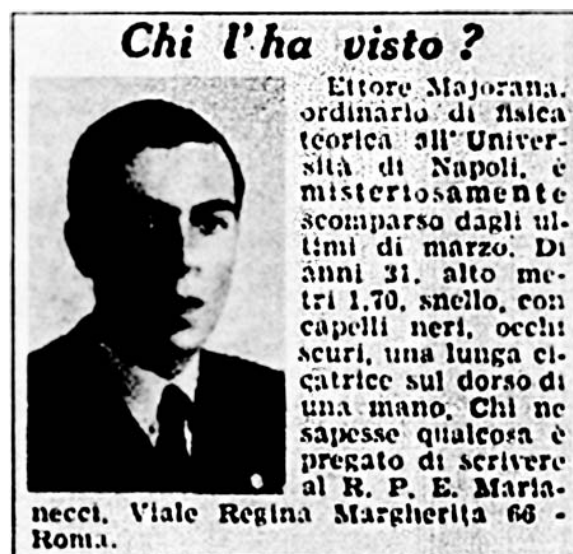 Chi l'ha visto?
Ettore Majorana,
ordinario di fisica
teorica all'Univer-
sità di Napoli, è
misteriosamente
scomparso dagli ul-
timi di marzo. Di
anni 31, alto me-
tri 1,70, snello, con
capelli neri, occhi
scuri, una lunga ci-
catrice sul dorso di
una mano. Chi ne
sapesse qualcosa è
pregato di scrivere
al R. P. E. Maria-
necci, Viale Regina Margherita 66 -
Roma.